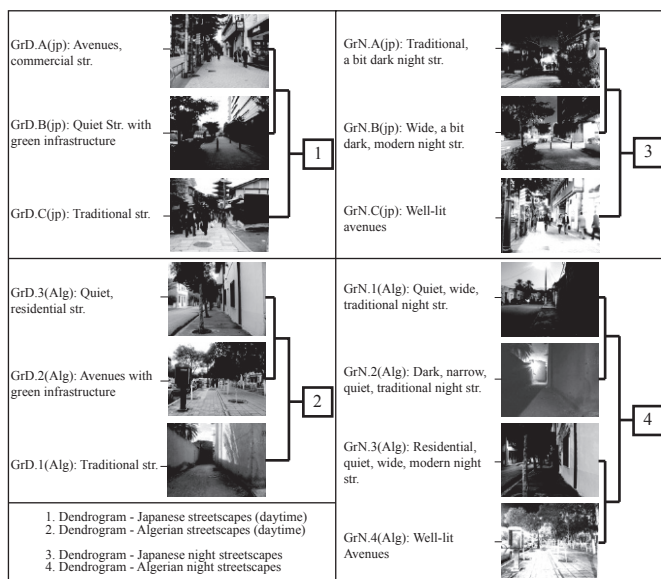 GrD.A(jp): Avenues,
commercial str.
GrD.B(jp): Quiet Str. with
green infrastructure
1
GrD.C(jp): Traditional str.
GrN.A(jp): Traditional,
a bit dark night str.
GrN.B(jp): Wide, a bit
dark, modern night str.
3
GrN.C(jp): Well-lit
avenues
GrD.3(Alg): Quiet,
residential str.
GrD.2(Alg): Avenues with
green infrastructure
2
GrD.1(Alg): Traditional str.
GrN.1(Alg): Quiet, wide,
traditional night str.
GrN.2(Alg): Dark, narrow,
quiet, traditional night str.
4
GrN.3(Alg): Residential,
quiet, wide, modern night
str.
GrN.4(Alg): Well-lit
Avenues
1. Dendrogram - Japanese streetscapes (daytime)
2. Dendrogram - Algerian streetscapes (daytime)
3. Dendrogram - Japanese night streetscapes
4. Dendrogram - Algerian night streetscapes